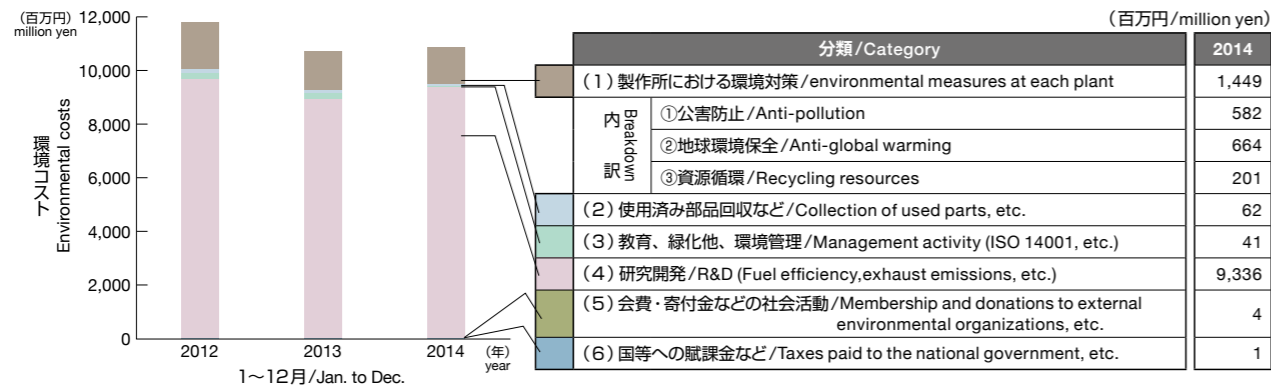 （百万円）
million yen
12,000
10,000
8,000
6,000
4,000
2,000
0
環境コスト
Environmental costs
2012
2013
2014
（年）
year
1～12月/Jan. to Dec.
（百万円/million yen）
分類/Category 2014
（1）製作所における環境対策/environmental measures at each plant 1,449
内訳
Breakdown
①公害防止/Anti-pollution 582
②地球環境保全/Anti-global warming 664
③資源循環/Recycling resources 201
（2）使用済み部品回収など/Collection of used parts, etc. 62
（3）教育、緑化他、環境管理/Management activity (ISO 14001, etc.) 41
（4）研究開発/R&D (Fuel efficiency,exhaust emissions, etc.) 9,336
（5）会費・寄付金などの社会活動/Membership and donations to external
environmental organizations, etc. 4
（6）国等への賦課金など/Taxes paid to the national government, etc. 1